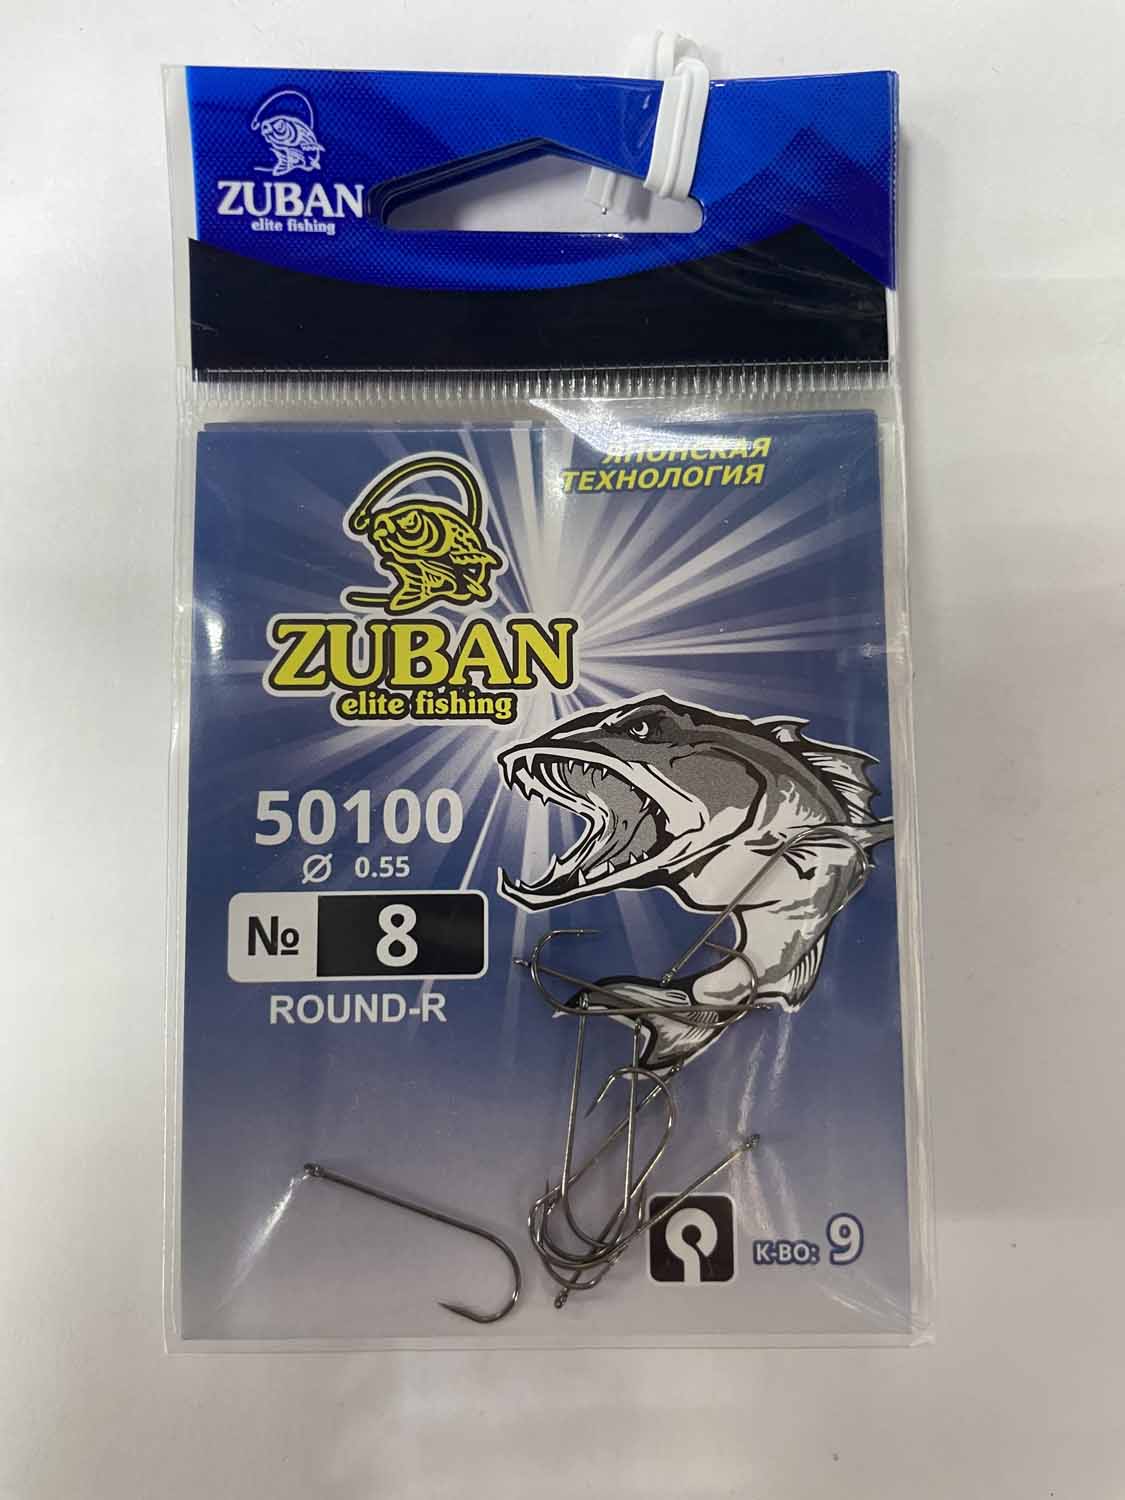 ZUBAN
elite fishing
ЯПОНСКАЯ
ТЕХНОЛОГИЯ
ZUBAN
elite fishing
50100
Ø 0.55
№ 8
ROUND-R
К-ВО: 9